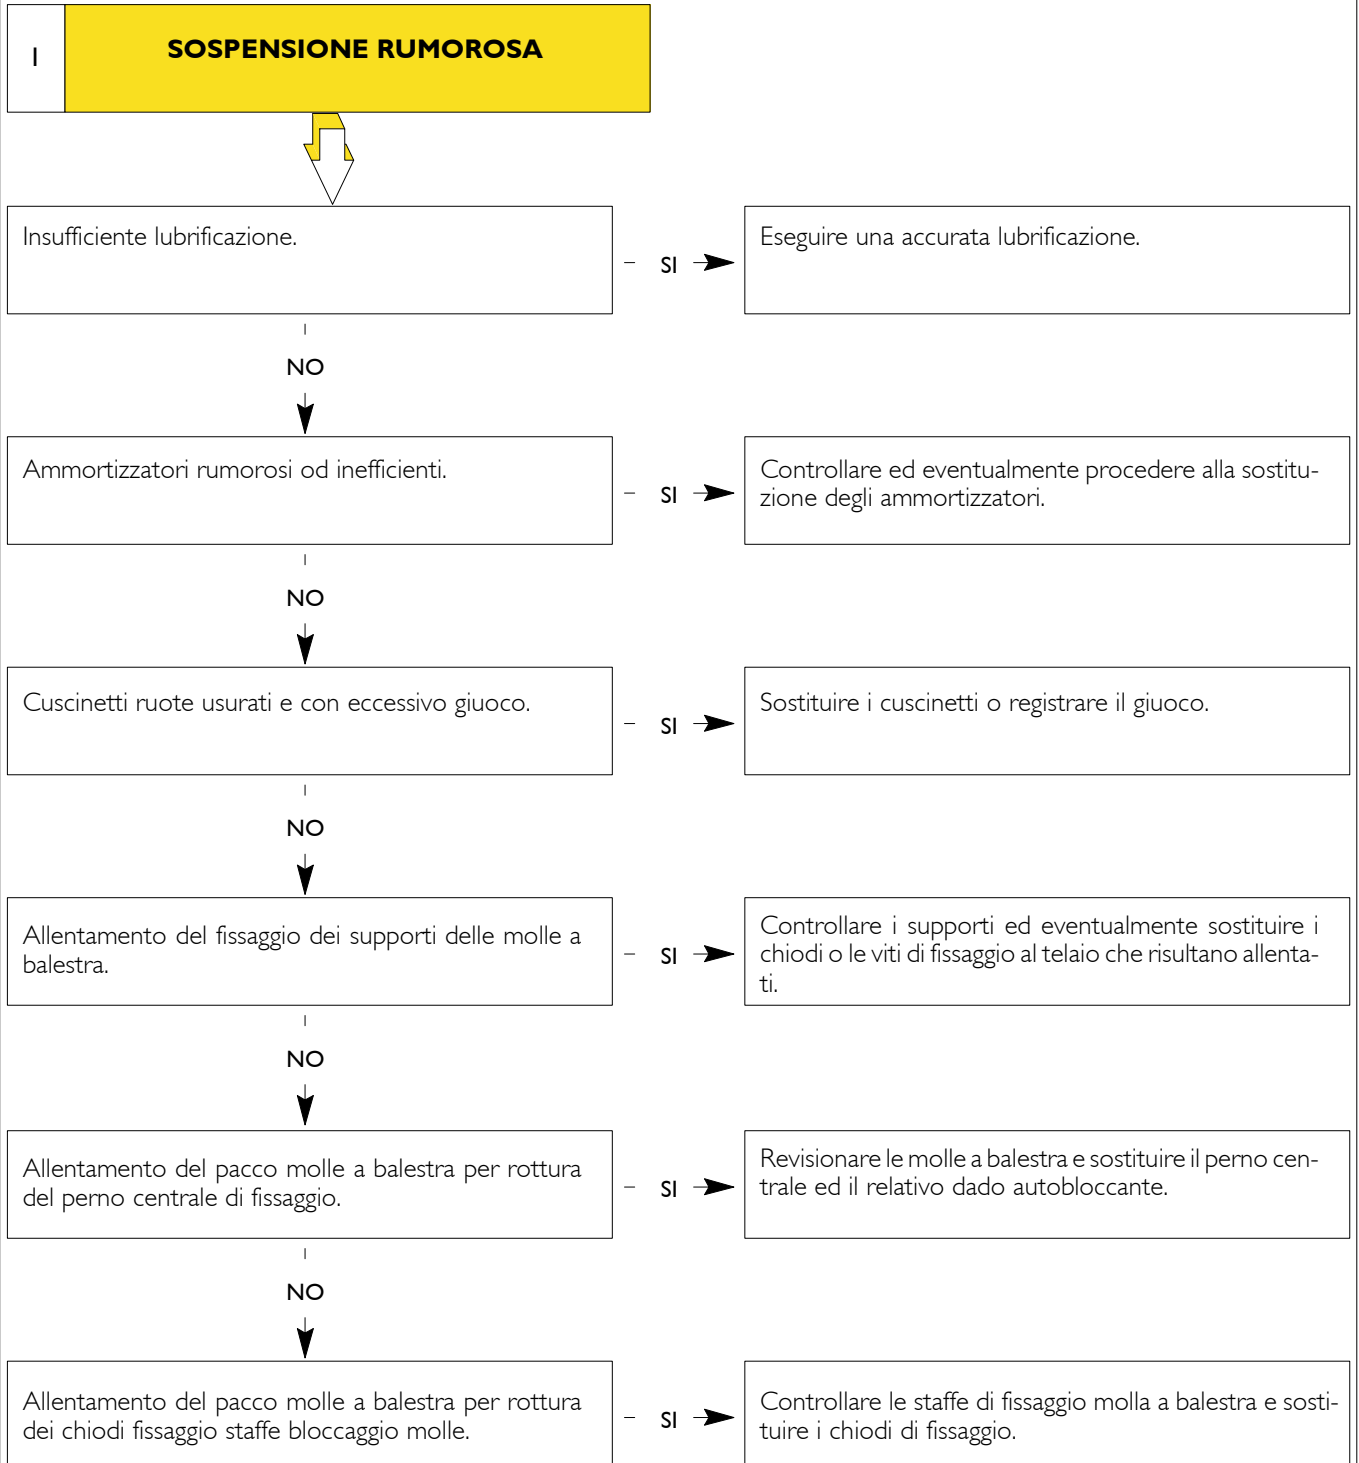 1
SOSPENSIONE RUMOROSA
Insufficiente lubrificazione.
SI
Eseguire una accurata lubrificazione.
NO
Ammortizzatori rumorosi od inefficienti.
SI
Controllare ed eventualmente procedere alla sostitu-
zione degli ammortizzatori.
NO
Cuscinetti ruote usurati e con eccessivo giuoco.
SI
Sostituire i cuscinetti o registrare il giuoco.
NO
Allentamento del fissaggio dei supporti delle molle a
balestra.
SI
Controllare i supporti ed eventualmente sostituire i
chiodi o le viti di fissaggio al telaio che risultano allenta-
ti.
NO
Allentamento del pacco molle a balestra per rottura
del perno centrale di fissaggio.
SI
Revisionare le molle a balestra e sostituire il perno cen-
trale ed il relativo dado autobloccante.
NO
Allentamento del pacco molle a balestra per rottura
dei chiodi fissaggio staffe bloccaggio molle.
SI
Controllare le staffe di fissaggio molla a balestra e sosti-
tuire i chiodi di fissaggio.